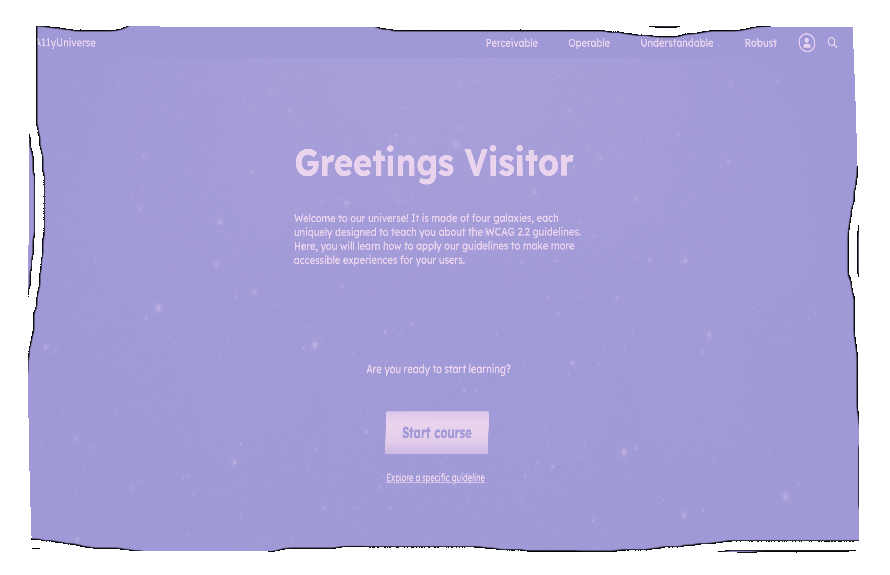 A11yUniverse
Perceivable Operable Understandable Robust
Greetings Visitor
Welcome to our universe! It is made of four galaxies, each
uniquely designed to teach you about the WCAG 2.2 guidelines.
Here, you will learn how to apply our guidelines to make more
accessible experiences for your users.
Are you ready to start learning?
Start course
Explore a specific guideline